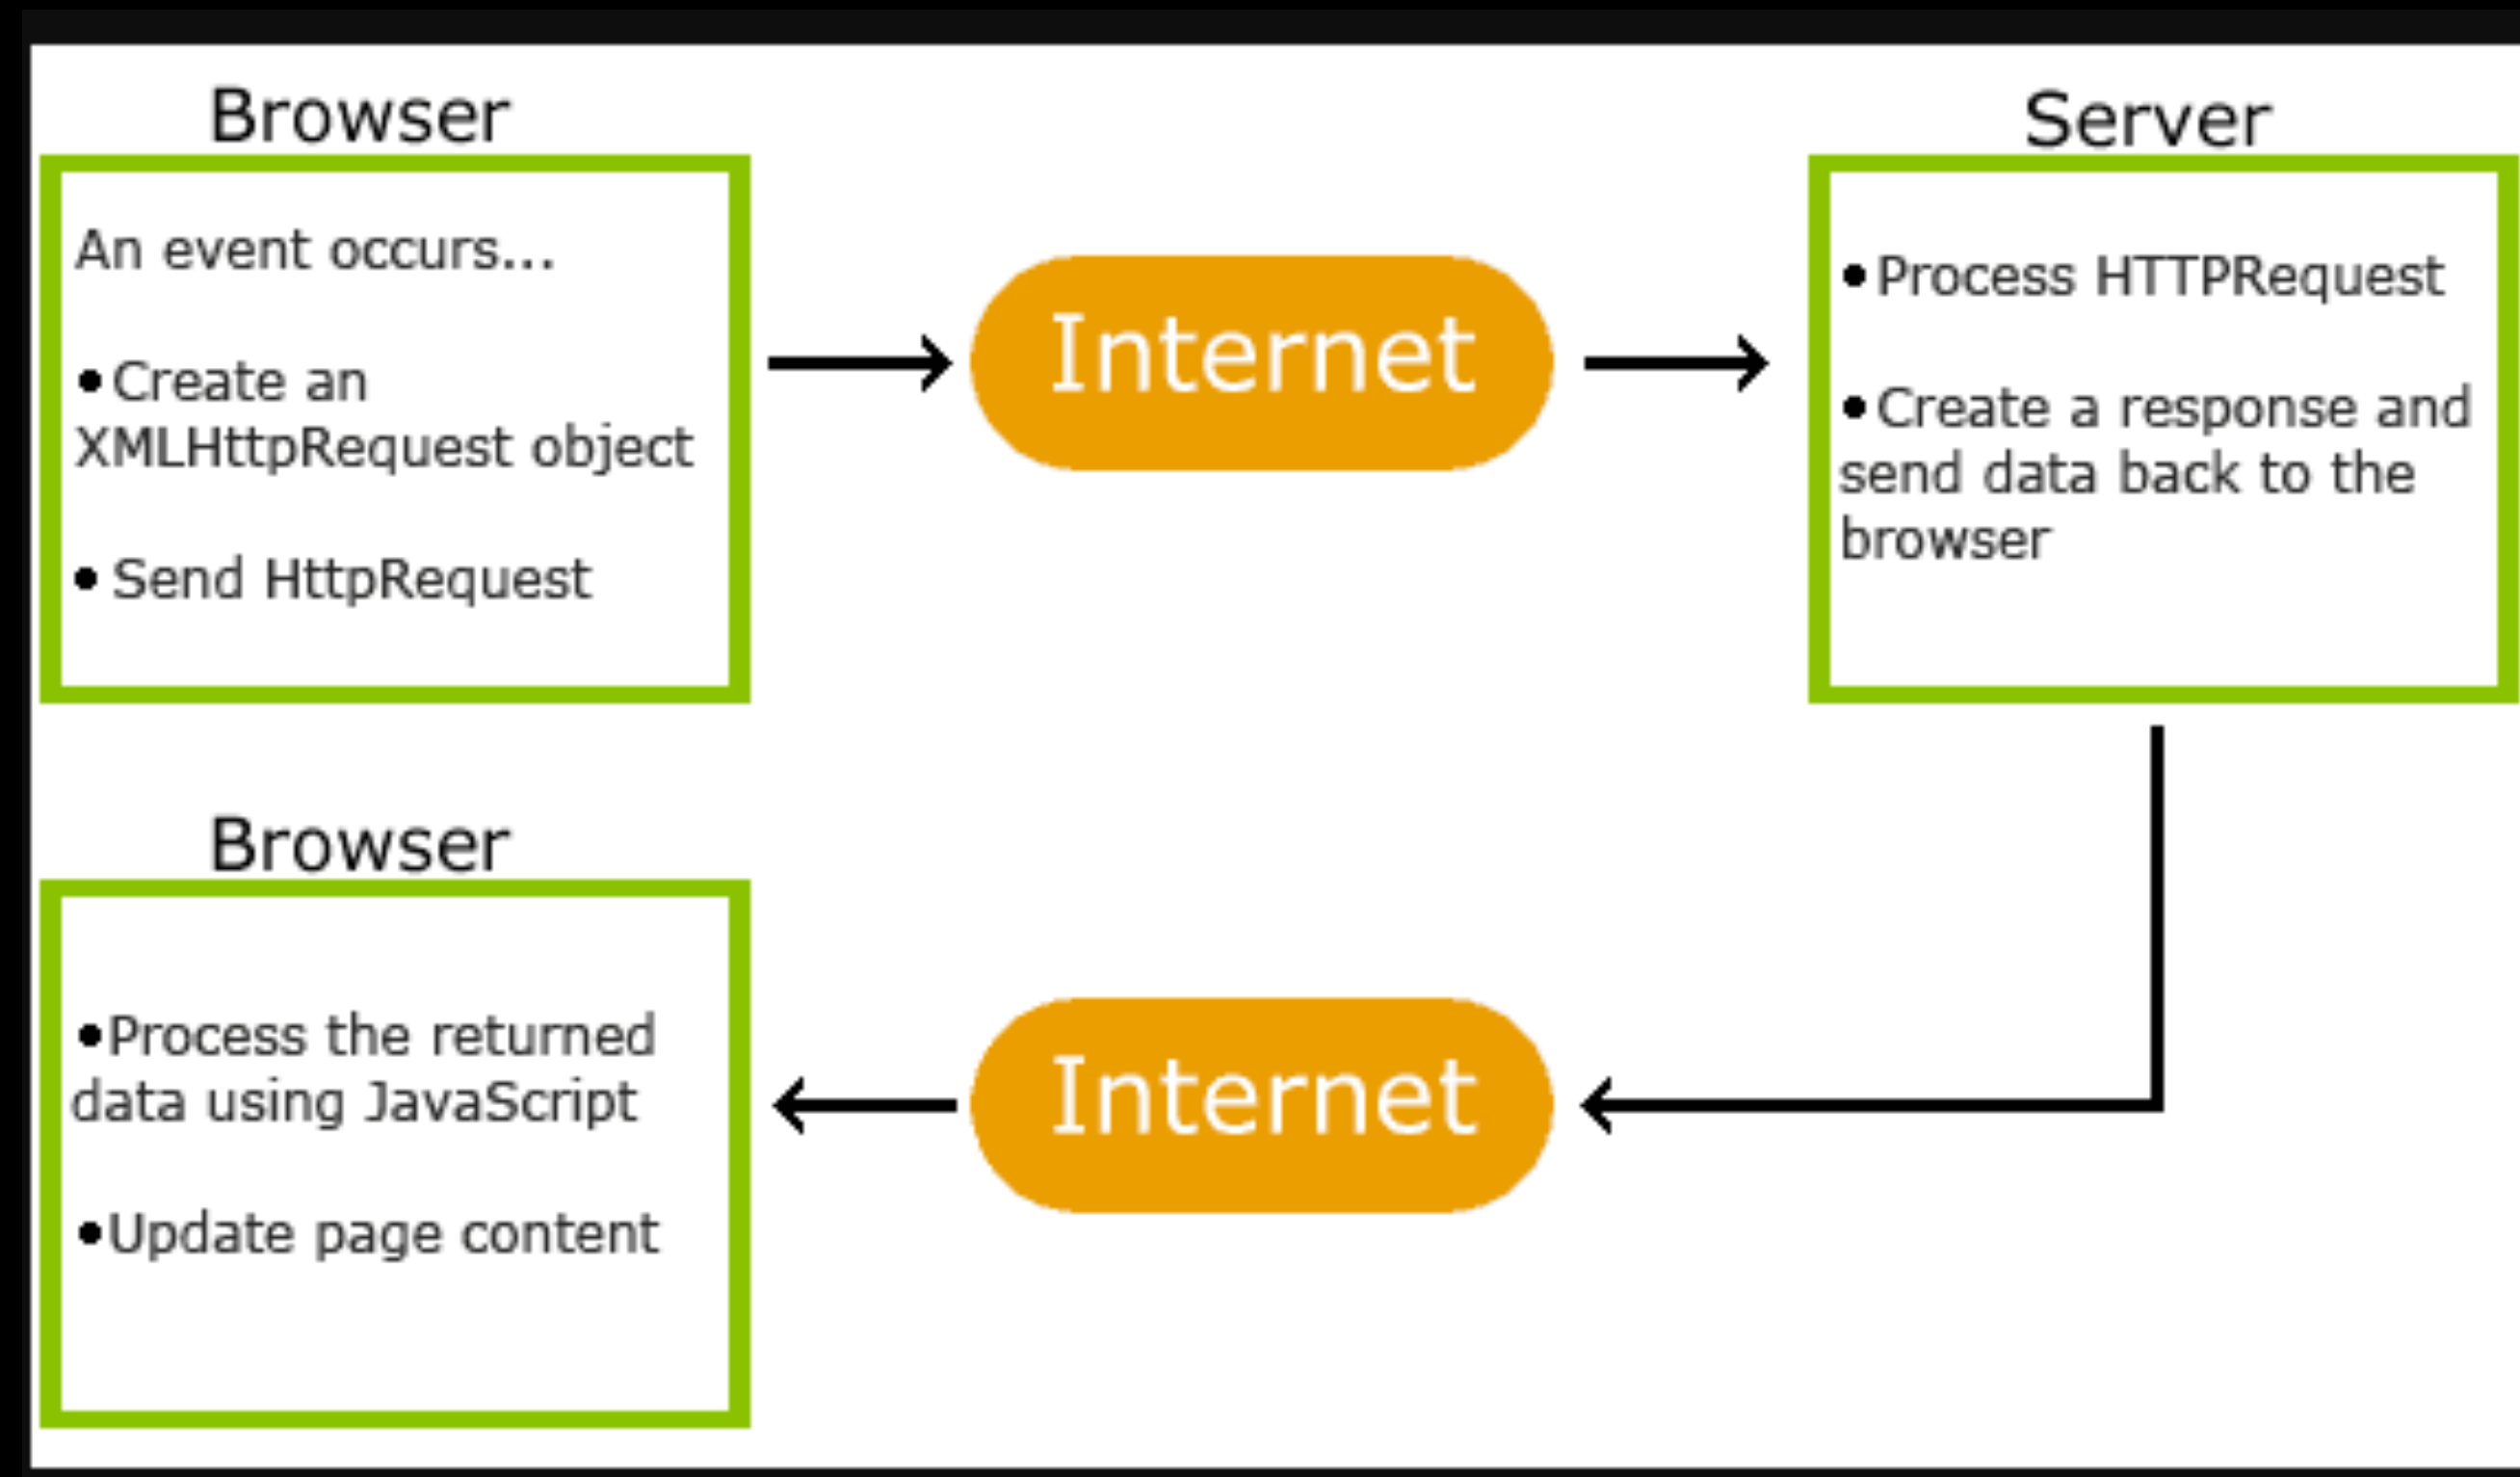 Browser
An event occurs...
• Create an
XMLHttpRequest object
• Send HttpRequest
Internet
Server
• Process HTTPRequest
• Create a response and
send data back to the
browser
Browser
• Process the returned
data using JavaScript
• Update page content
Internet